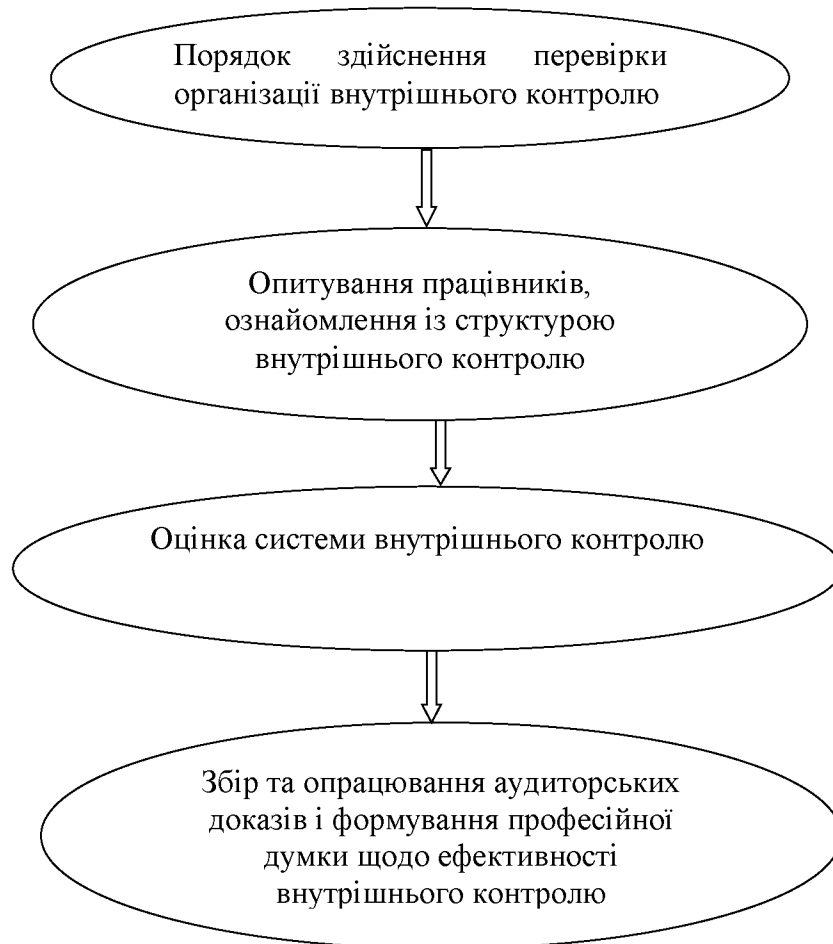 Порядок здійснення перевірки
організації внутрішнього контролю
Опитування працівників,
ознайомлення із структурою
внутрішнього контролю
Оцінка системи внутрішнього контролю
Збір та опрацювання аудиторських
доказів і формування професійної
думки щодо ефективності
внутрішнього контролю